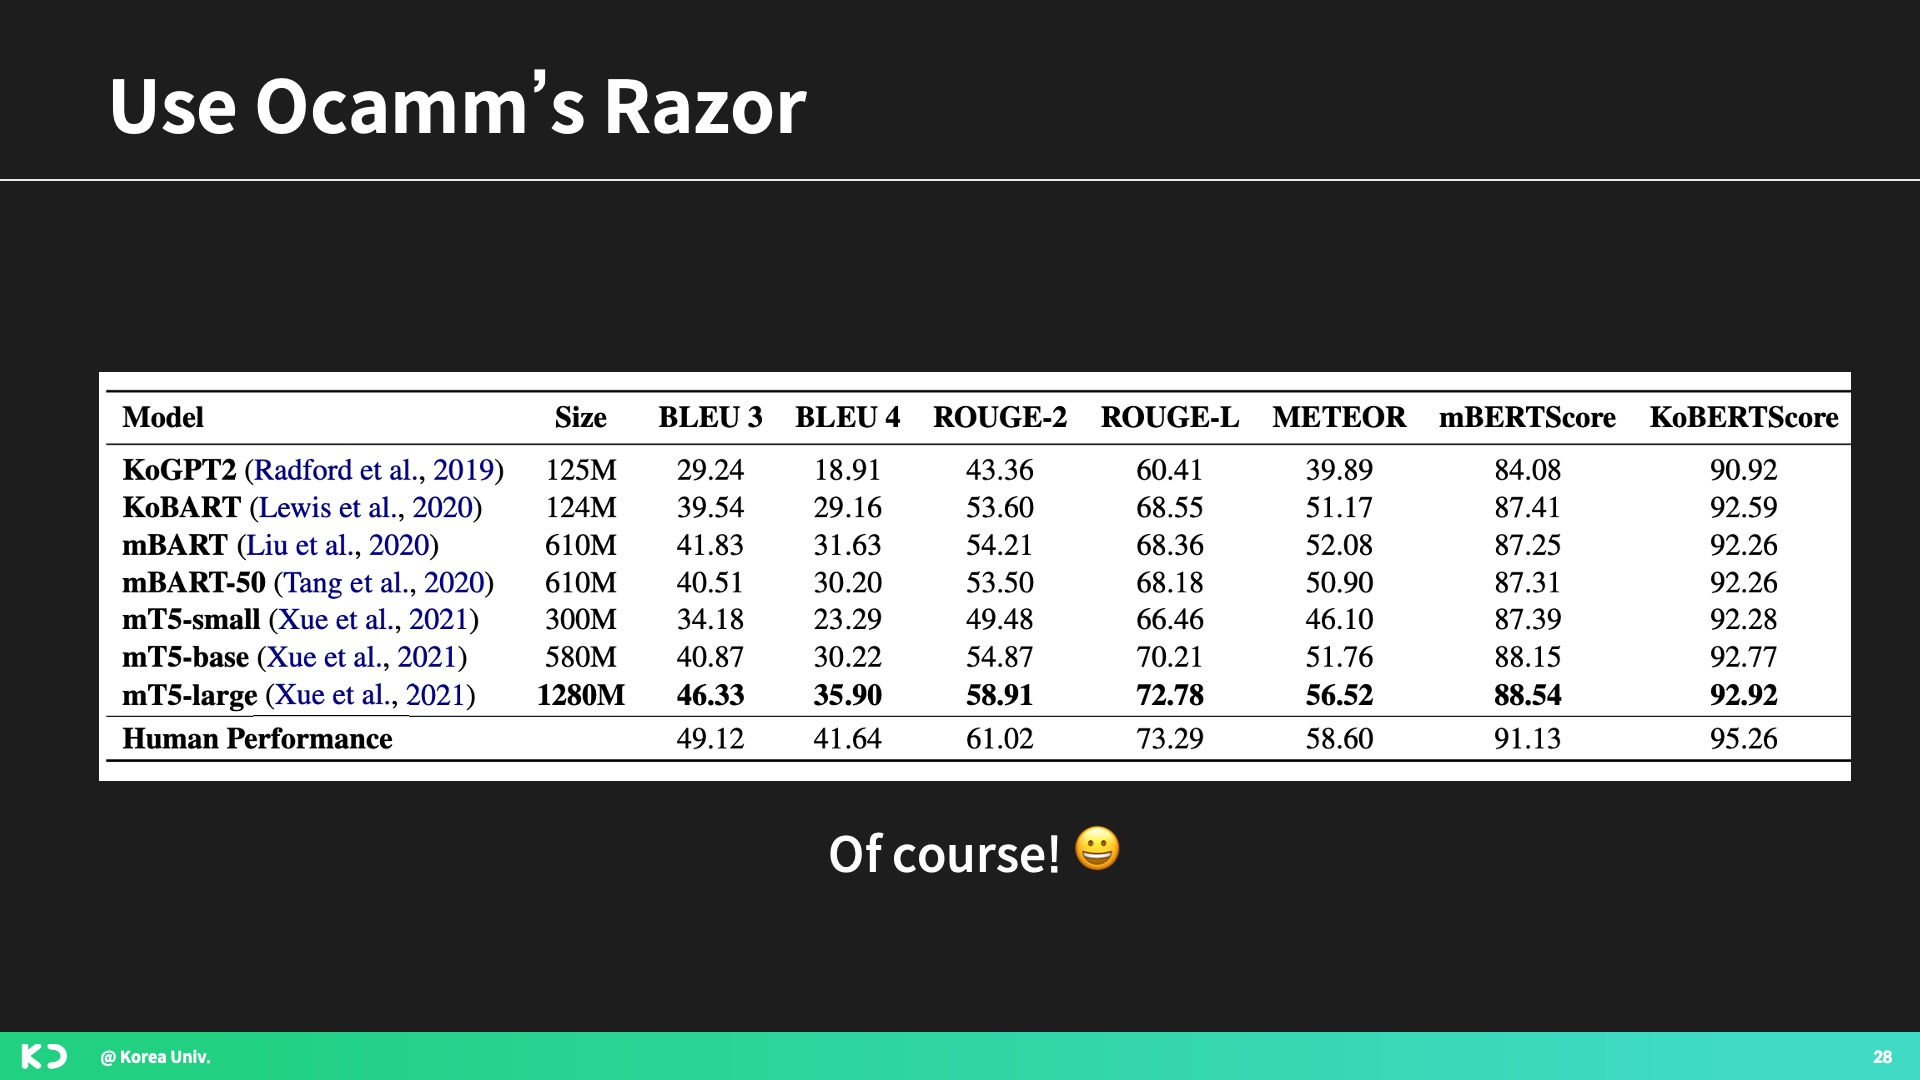 Use Ocamm’s Razor
Model Size BLEU 3 BLEU 4 ROUGE-2 ROUGE-L METEOR mBERTScore KoBERTScore
KoGPT2 (Radford et al., 2019) 125M 29.24 18.91 43.36 60.41 39.89 84.08 90.92
KoBART (Lewis et al., 2020) 124M 39.54 29.16 53.60 68.55 51.17 87.41 92.59
mBART (Liu et al., 2020) 610M 41.83 31.63 54.21 68.36 52.08 87.25 92.26
mBART-50 (Tang et al., 2020) 610M 40.51 30.20 53.50 68.18 50.90 87.31 92.26
mT5-small (Xue et al., 2021) 300M 34.18 23.29 49.48 66.46 46.10 87.39 92.28
mT5-base (Xue et al., 2021) 580M 40.87 30.22 54.87 70.21 51.76 88.15 92.77
mT5-large (Xue et al., 2021) 1280M 46.33 35.90 58.91 72.78 56.52 88.54 92.92
Human Performance 49.12 41.64 61.02 73.29 58.60 91.13 95.26
Of course! 😀
@ Korea Univ.
28